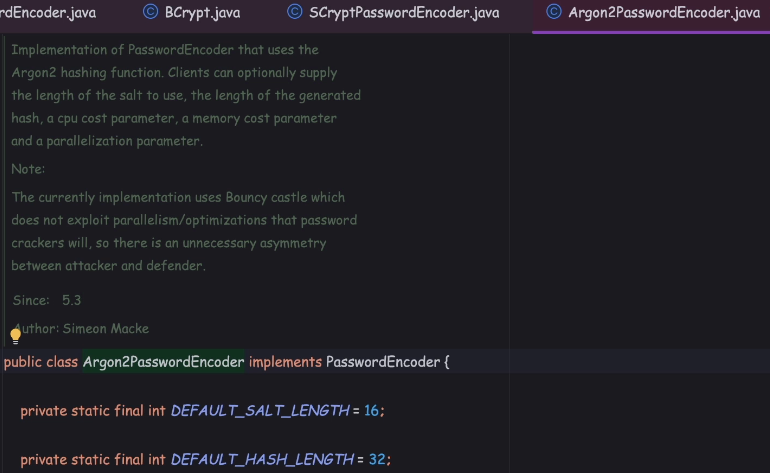 rdEncoder.java BCrypt.java SCryptPasswordEncoder.java Argon2PasswordEncoder.java
Implementation of PasswordEncoder that uses the
Argon2 hashing function. Clients can optionally supply
the length of the salt to use, the length of the generated
hash, a cpu cost parameter, a memory cost parameter
and a parallelization parameter.
Note:
The currently implementation uses Bouncy castle which
does not exploit parallelism/optimizations that password
crackers will, so there is an unnecessary asymmetry
between attacker and defender.
Since: 5.3
Author: Simeon Macke
public class Argon2PasswordEncoder implements PasswordEncoder {
private static final int DEFAULT_SALT_LENGTH = 16;
private static final int DEFAULT_HASH_LENGTH = 32;